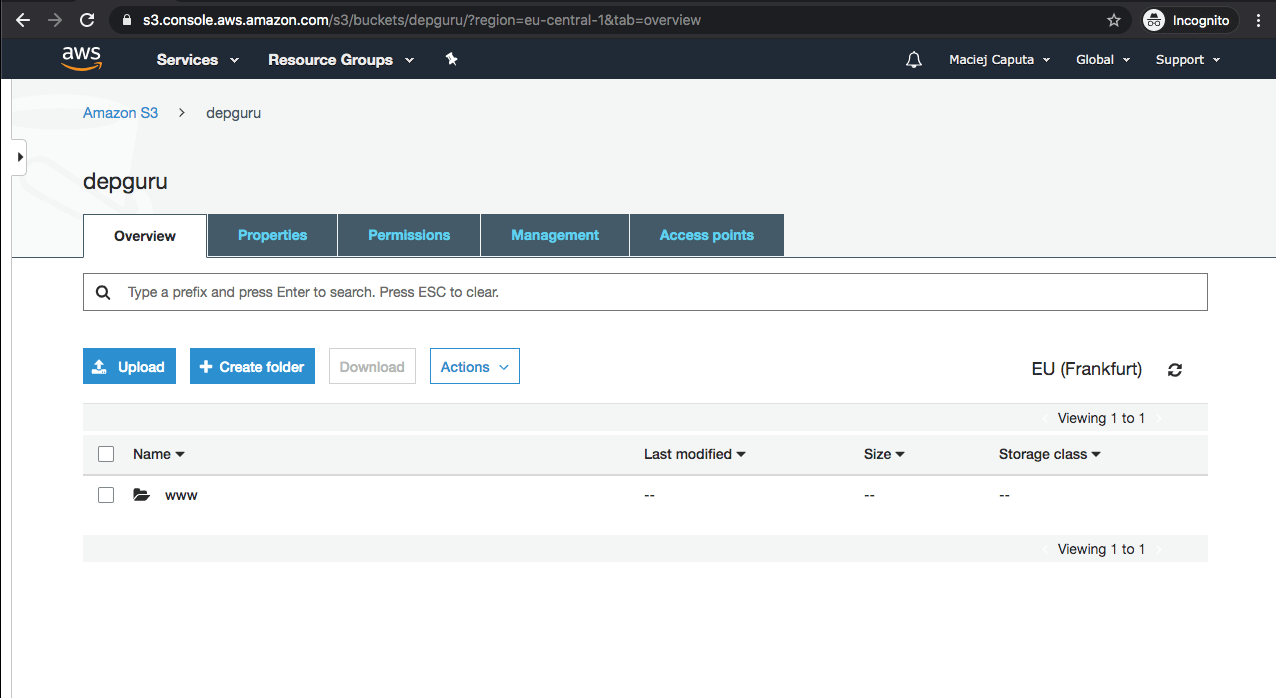 s3.console.aws.amazon.com/s3/buckets/depguru/?region=eu-central-1&tab=overview Incognito
aws Services Resource Groups Maciej Caputa Global Support
Amazon S3 > depguru
depguru
Overview Properties Permissions Management Access points
Type a prefix and press Enter to search. Press ESC to clear.
Upload + Create folder Download Actions EU (Frankfurt)
Viewing 1 to 1
Name Last modified Size Storage class
www -- -- --
Viewing 1 to 1